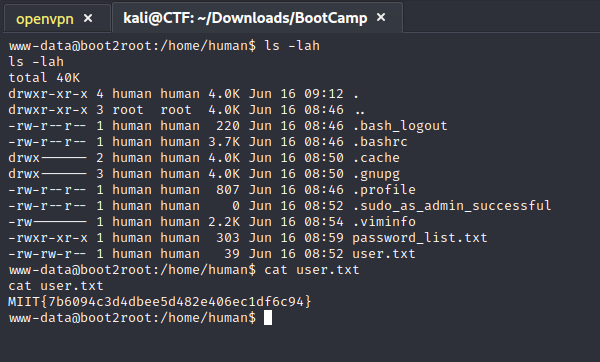 openvpn × kali@CTF: ~/Downloads/BootCamp ×
www-data@boot2root:/home/human$ ls -lah
ls -lah
total 40K
drwxr-xr-x 4 human human 4.0K Jun 16 09:12 .
drwxr-xr-x 3 root  root  4.0K Jun 16 08:46 ..
-rw-r--r-- 1 human human  220 Jun 16 08:46 .bash_logout
-rw-r--r-- 1 human human 3.7K Jun 16 08:46 .bashrc
drwx------ 2 human human 4.0K Jun 16 08:50 .cache
drwx------ 3 human human 4.0K Jun 16 08:50 .gnupg
-rw-r--r-- 1 human human  807 Jun 16 08:46 .profile
-rw-r--r-- 1 human human    0 Jun 16 08:52 .sudo_as_admin_successful
-rw------- 1 human human 2.2K Jun 16 08:54 .viminfo
-rwxr-xr-x 1 human human  303 Jun 16 08:59 password_list.txt
-rw-rw-r-- 1 human human   39 Jun 16 08:52 user.txt
www-data@boot2root:/home/human$ cat user.txt
cat user.txt
MIIT{7b6094c3d4dbee5d482e406ec1df6c94}
www-data@boot2root:/home/human$